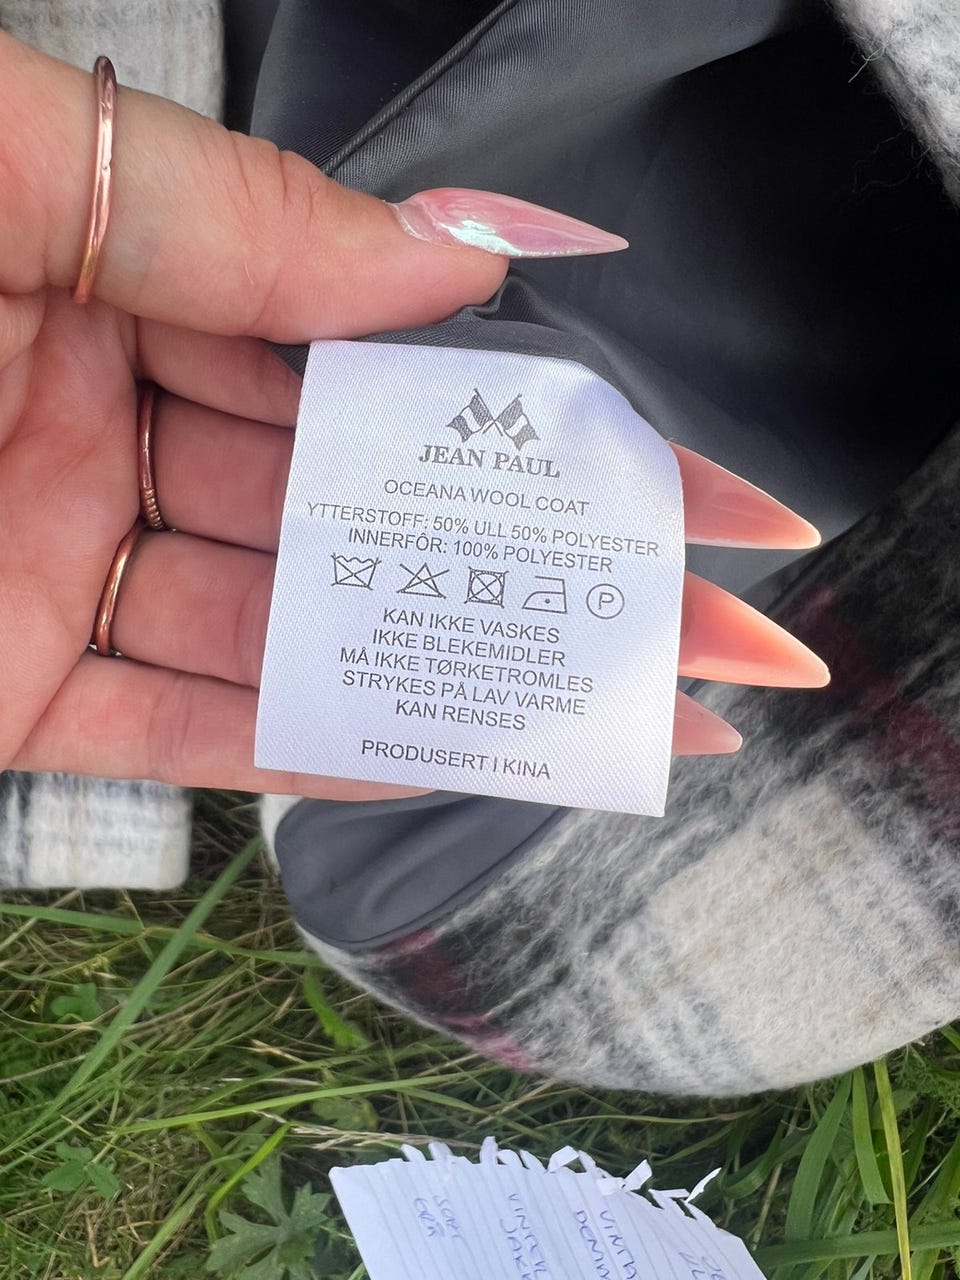 JEAN PAUL
OCEANA WOOL COAT
YTTERSTOFF: 50% ULL 50% POLYESTER
INNERFÔR: 100% POLYESTER
P
KAN IKKE VASKES
IKKE BLEKEMIDLER
MÅ IKKE TØRKETROMLES
STRYKES PÅ LAV VARME
KAN RENSES
PRODUSERT I KINA